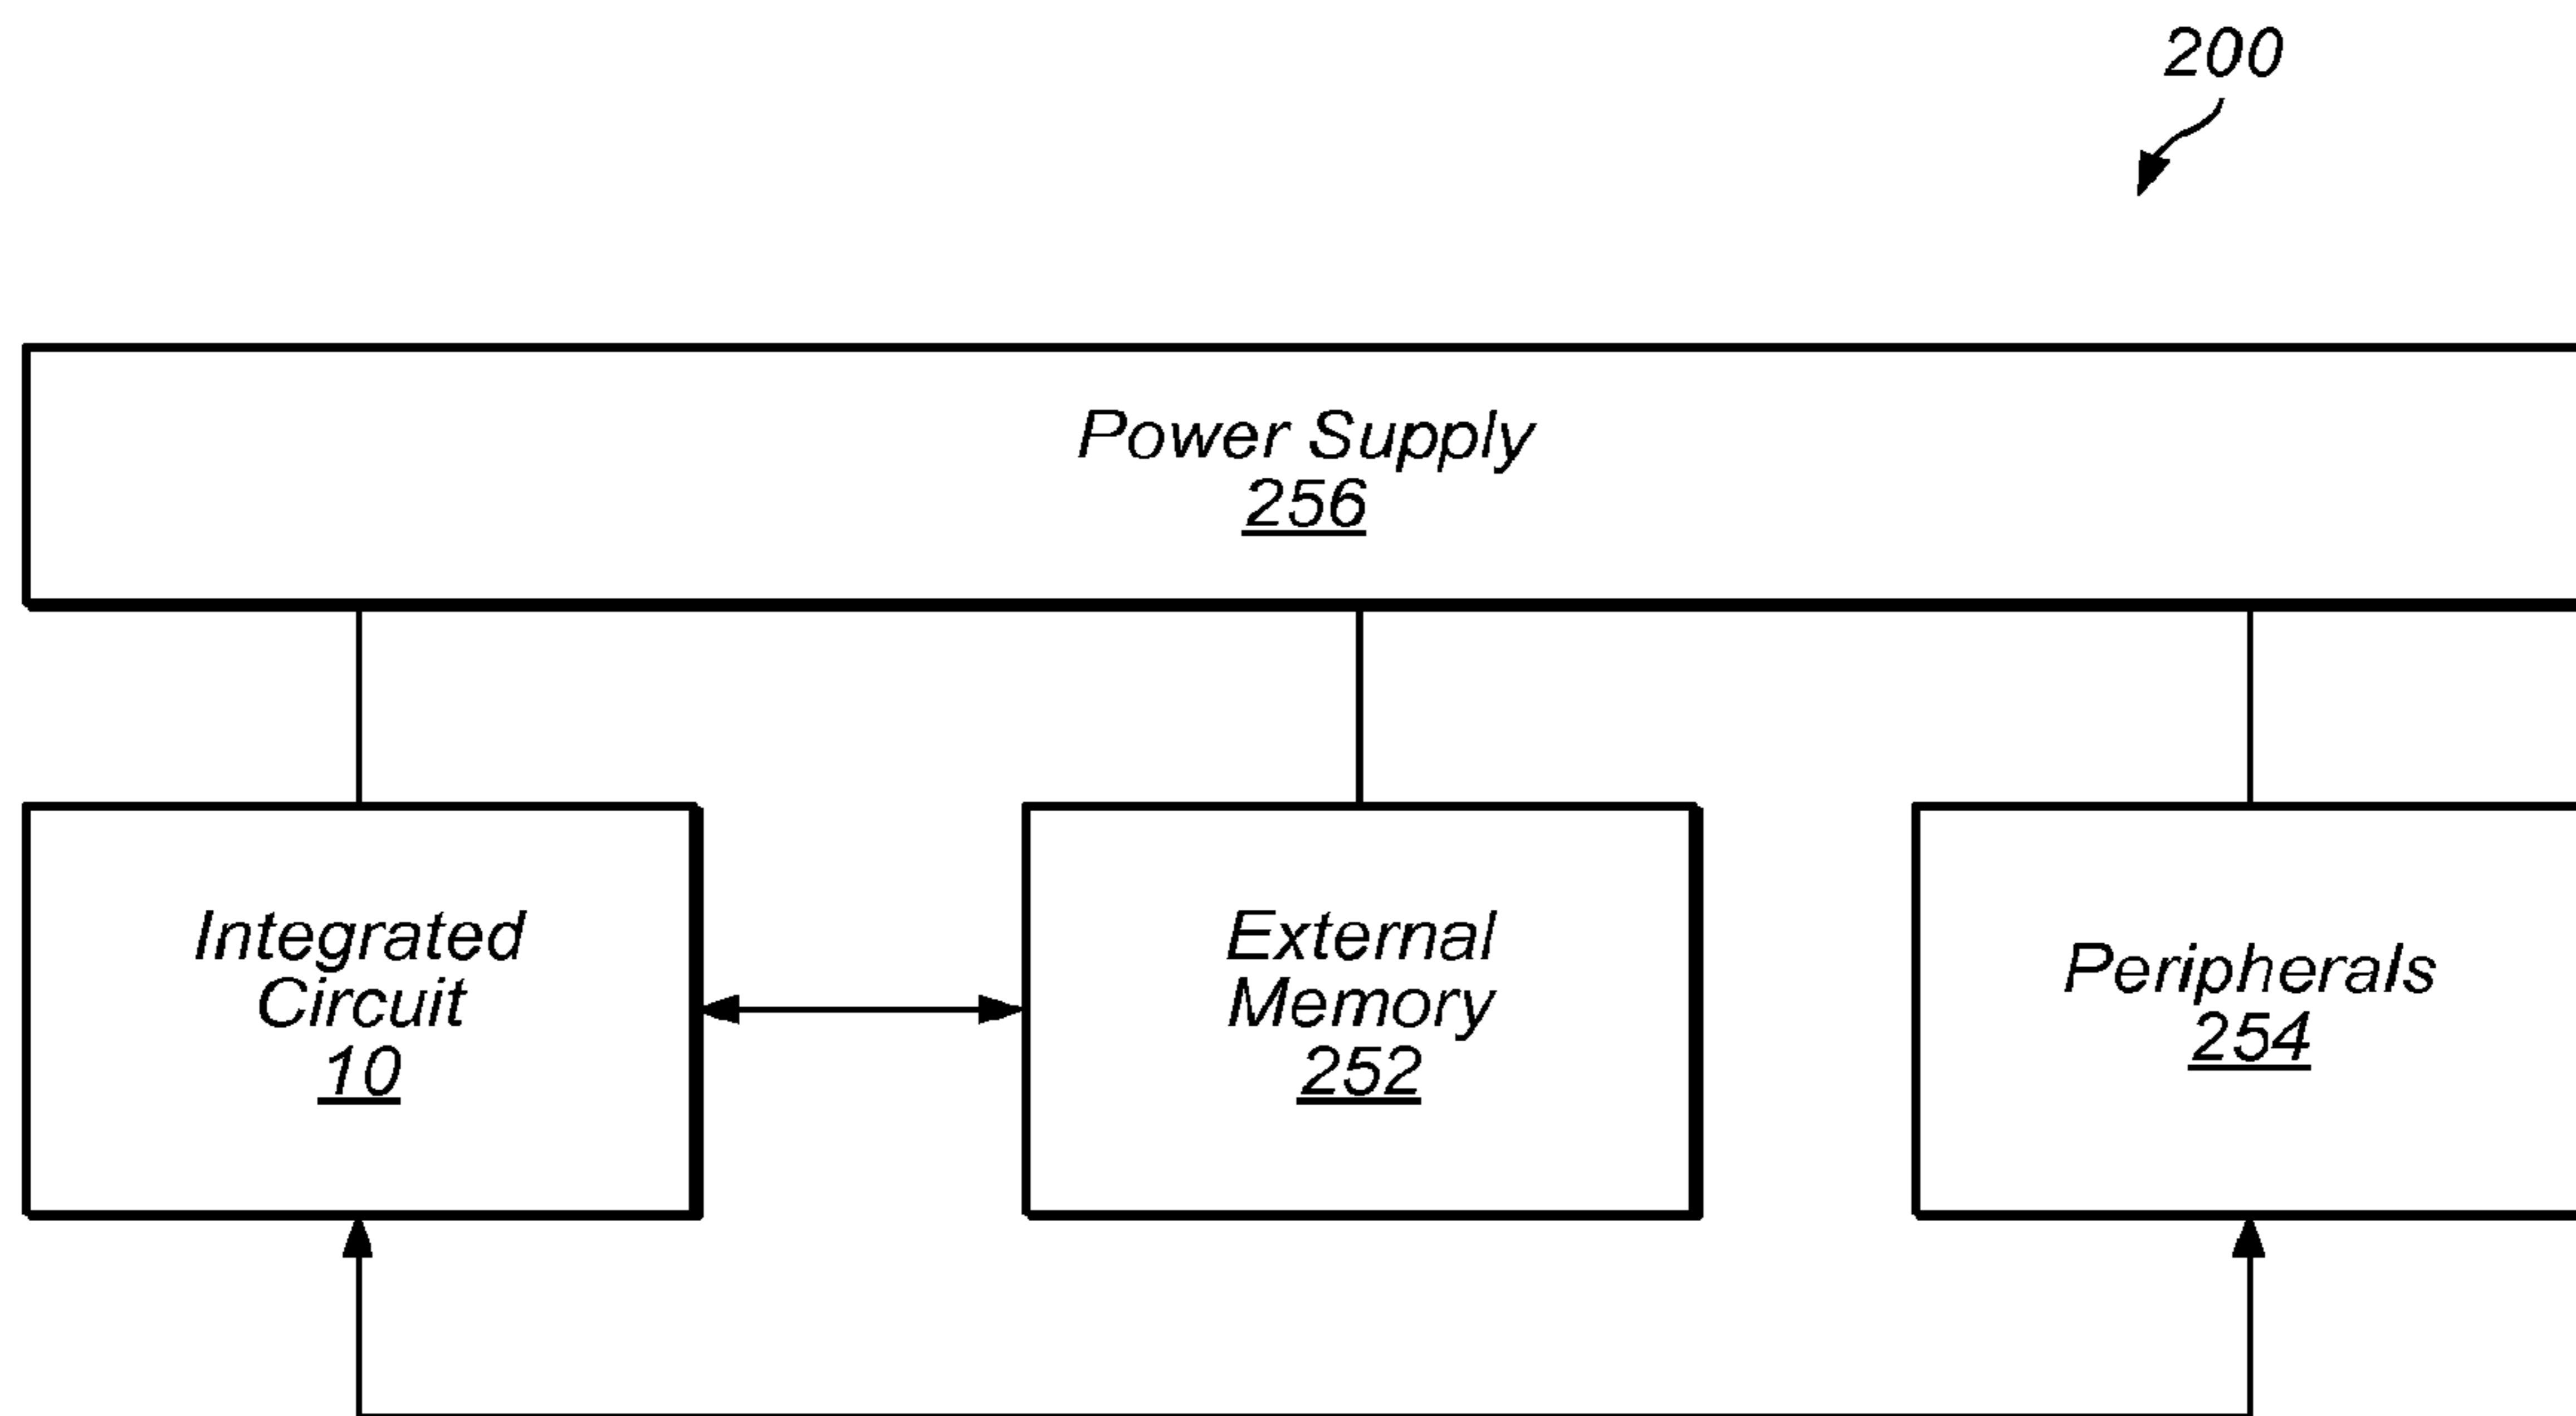 200
Power Supply
256
Integrated
Circuit
10
External
Memory
252
Peripherals
254